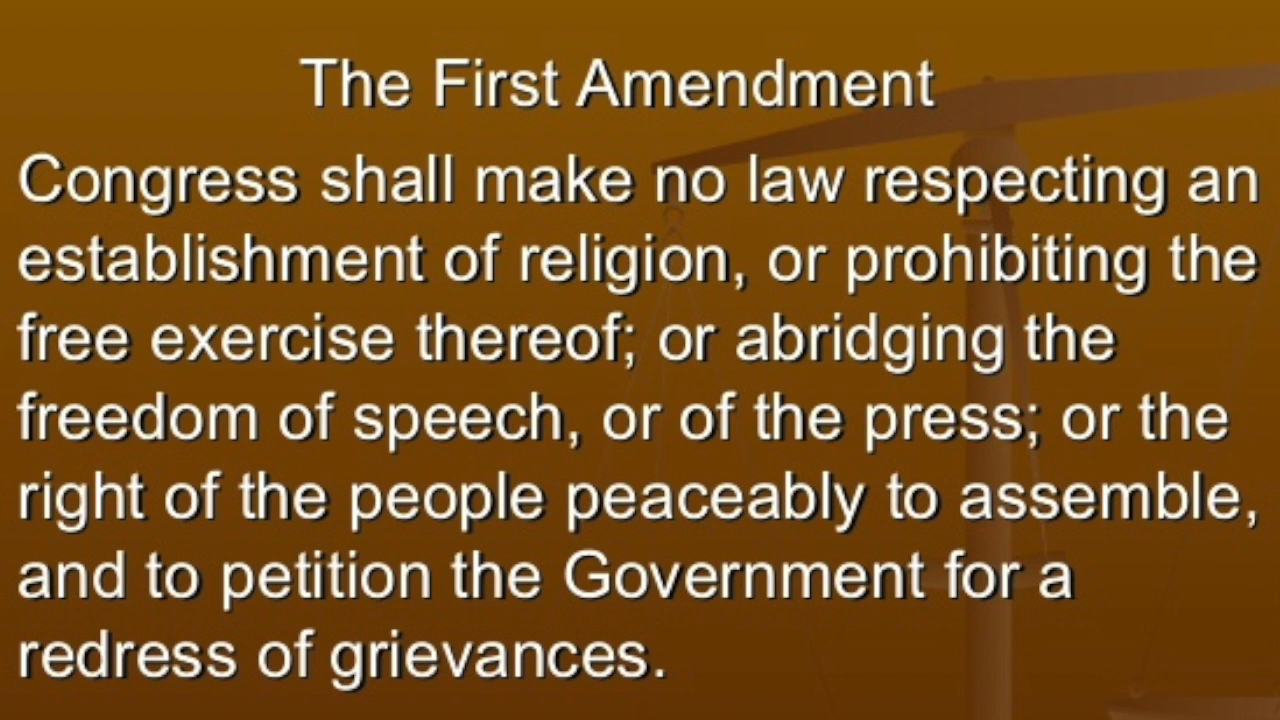 The First Amendment
Congress shall make no law respecting an
establishment of religion, or prohibiting the
free exercise thereof; or abridging the
freedom of speech, or of the press; or the
right of the people peaceably to assemble,
and to petition the Government for a
redress of grievances.